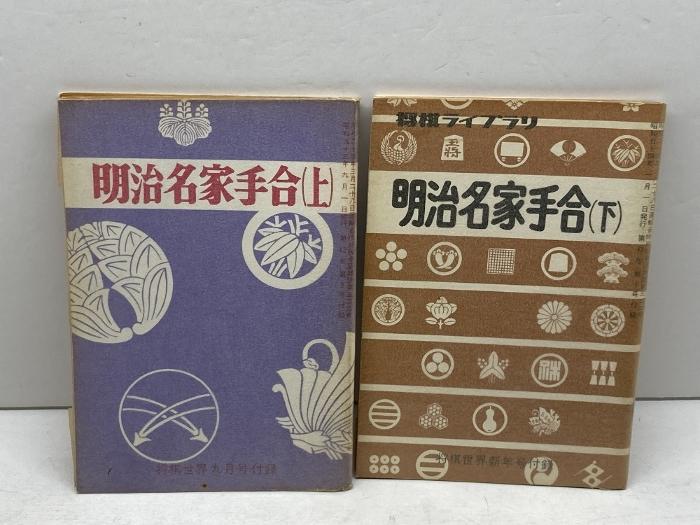 明治名家手合(上)
将棋世界九月号付録
将棋ライブラリ
王将
明治名家手合(下)
将棋世界新年号付録